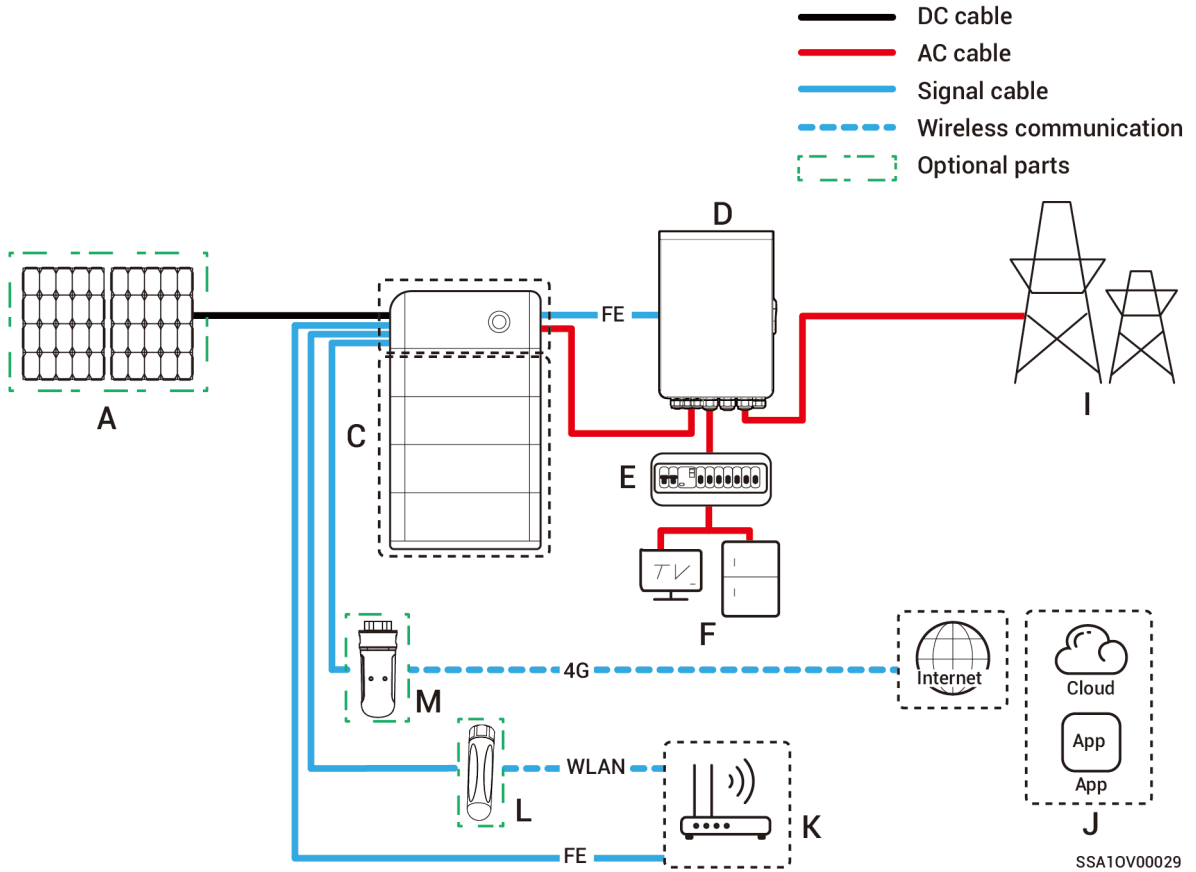 DC cable
AC cable
Signal cable
Wireless communication
Optional parts
D
FE
A
I
C
E
TV
F
Internet
Cloud
4G
M
App
App
WLAN
L
K
J
FE
SSA1OV00029